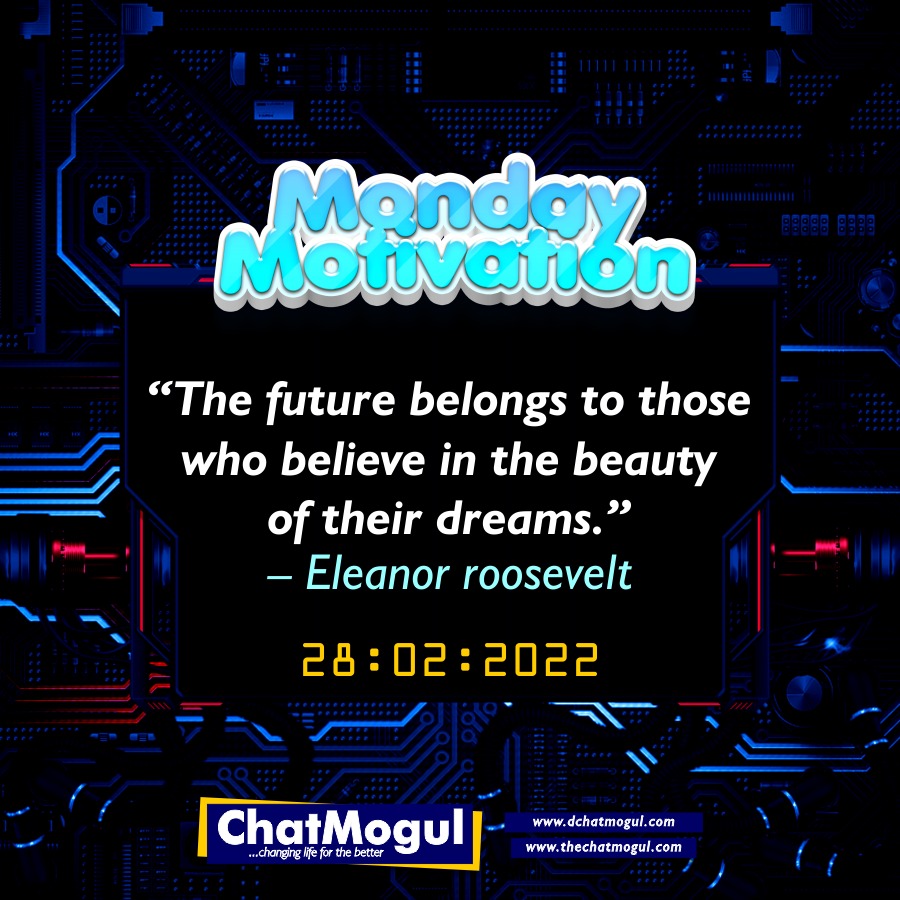 Monday
Motivation
“The future belongs to those
who believe in the beauty
of their dreams.”
– Eleanor roosevelt
28:02:2022
ChatMogul
...changing life for the better
www.dchatmogul.com
www.thechatmogul.com